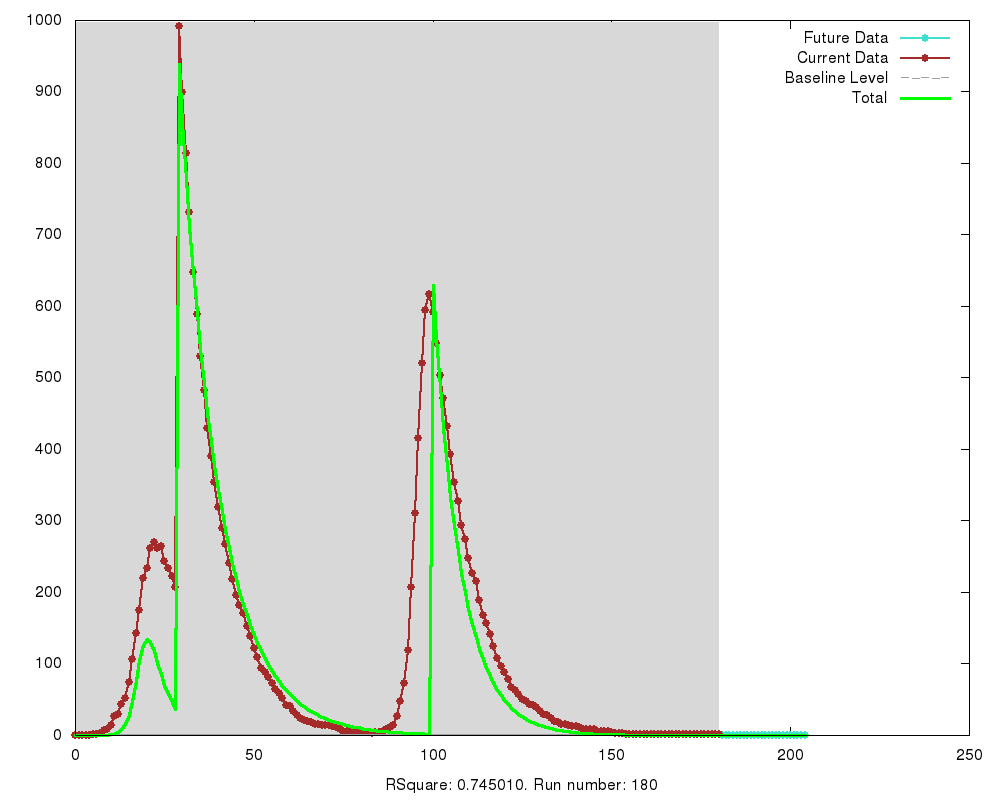 1000
900
800
700
600
500
400
300
200
100
0
0 50 100 150 200 250
Future Data
Current Data
Baseline Level
Total
RSquare: 0.745010. Run number: 180